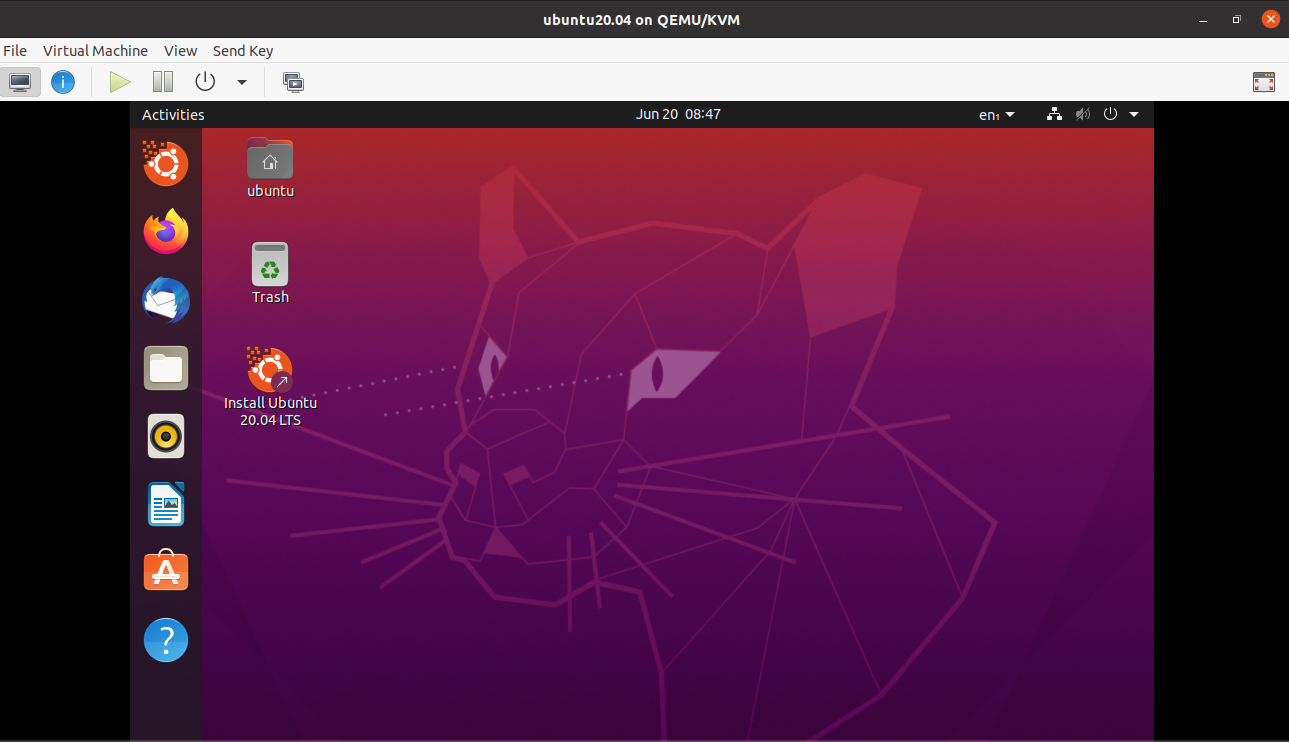 ubuntu20.04 on QEMU/KVM
File Virtual Machine View Send Key
Activities
Jun 20 08:47
en₁
ubuntu
Trash
Install Ubuntu
20.04 LTS